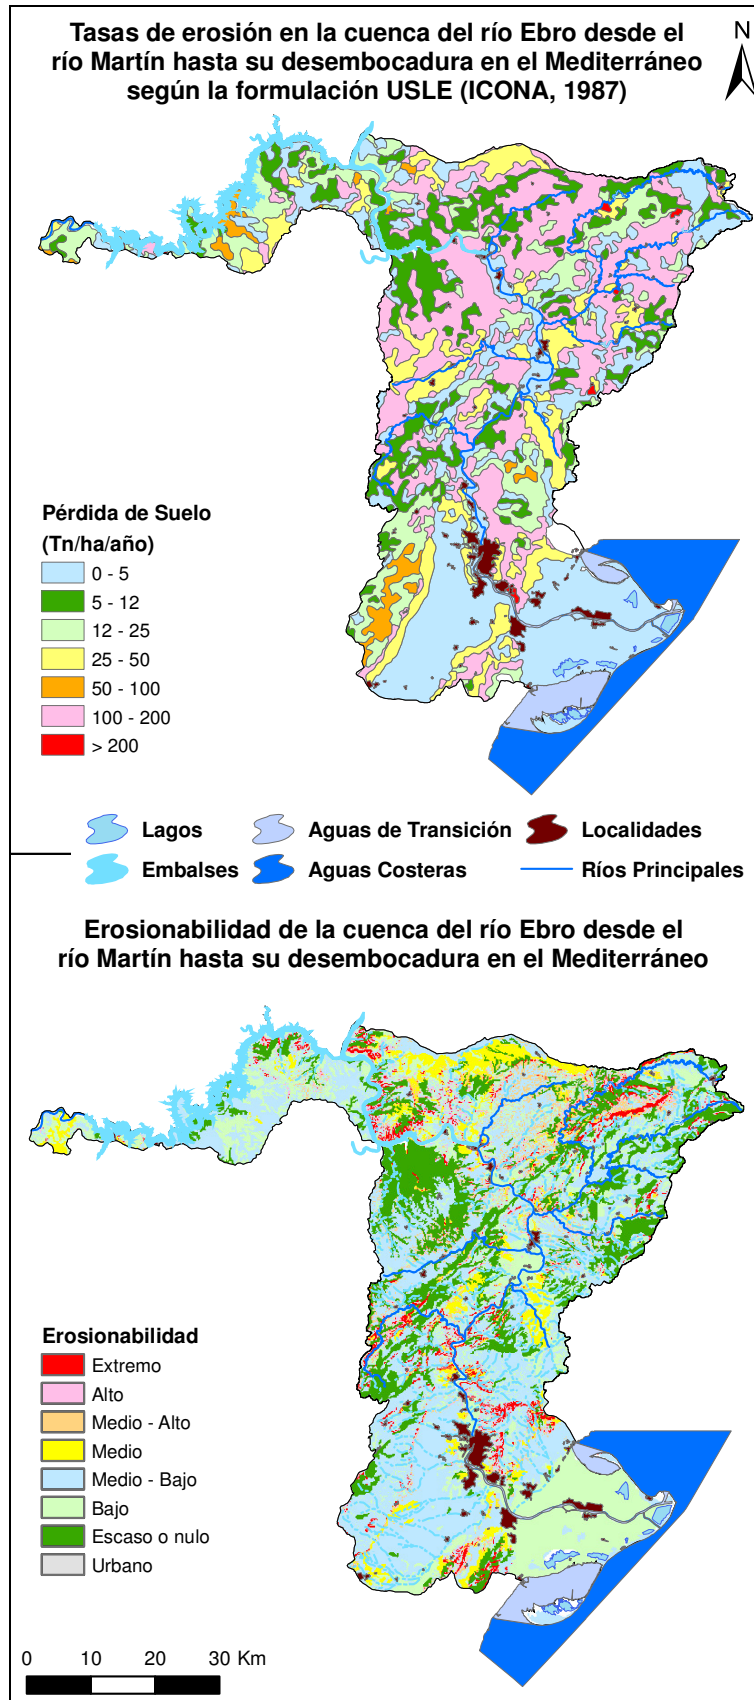 Tasas de erosión en la cuenca del río Ebro desde el
río Martín hasta su desembocadura en el Mediterráneo
según la formulación USLE (ICONA, 1987)
N
Pérdida de Suelo
(Tn/ha/año)
0 - 5
5 - 12
12 - 25
25 - 50
50 - 100
100 - 200
> 200
Lagos
Aguas de Transición
Localidades
Embalses
Aguas Costeras
Ríos Principales
Erosionabilidad de la cuenca del río Ebro desde el
río Martín hasta su desembocadura en el Mediterráneo
Erosionabilidad
Extremo
Alto
Medio - Alto
Medio
Medio - Bajo
Bajo
Escaso o nulo
Urbano
0 10 20 30 Km